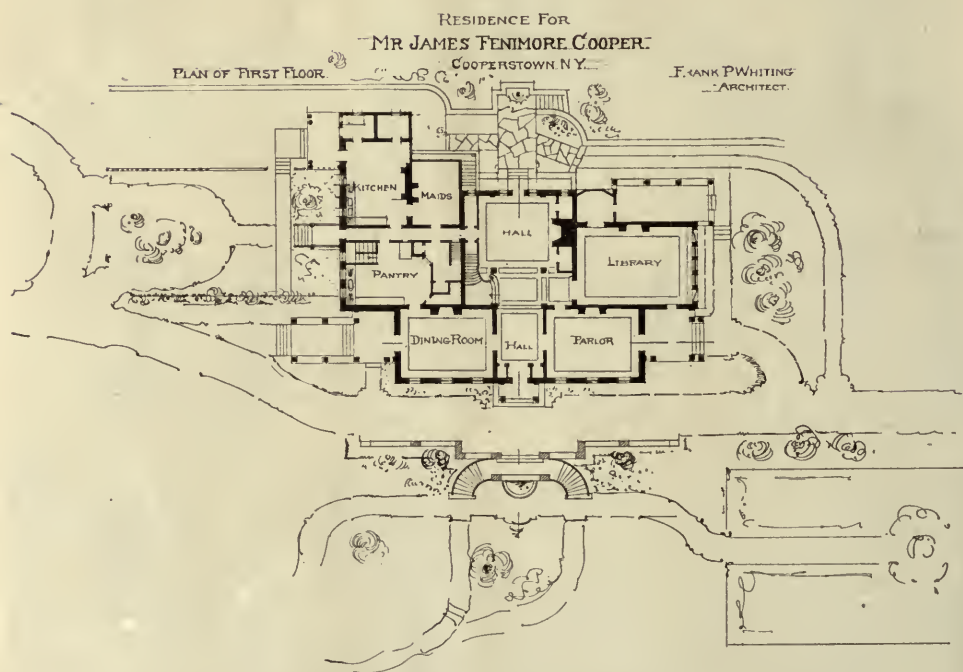 RESIDENCE FOR
MR JAMES FENIMORE COOPER
COOPERSTOWN N.Y.
PLAN OF FIRST FLOOR
FRANK P WHITING
ARCHITECT.
KITCHEN
MAIDS
HALL
LIBRARY
PANTRY
DINING ROOM
HALL
PARLOR